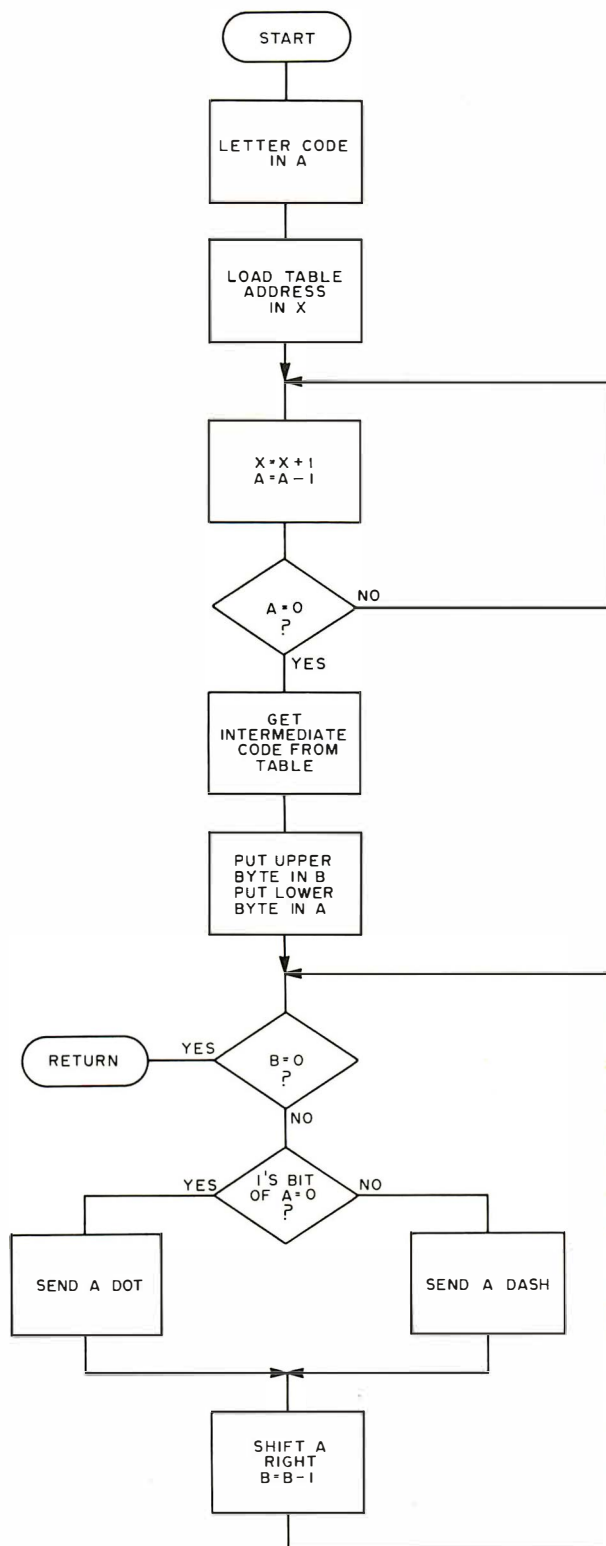 START
LETTER CODE
IN A
LOAD TABLE
ADDRESS
IN X
X=X+1
A=A-1
A=0
?
NO
YES
GET
INTERMEDIATE
CODE FROM
TABLE
PUT UPPER
BYTE IN B
PUT LOWER
BYTE IN A
RETURN
YES
B=0
?
NO
YES
1'S BIT
OF A=0
?
NO
SEND A DOT
SEND A DASH
SHIFT A
RIGHT
B=B-1